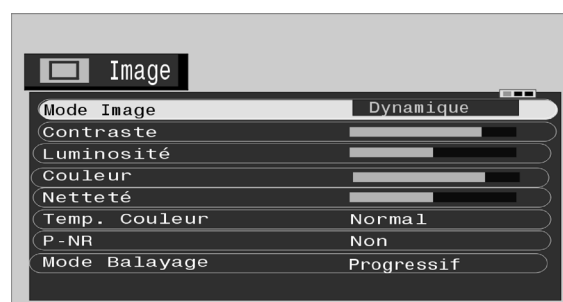 Image
Mode Image Dynamique
Contraste
Luminosité
Couleur
Netteté
Temp. Couleur Normal
P-NR Non
Mode Balayage Progressif